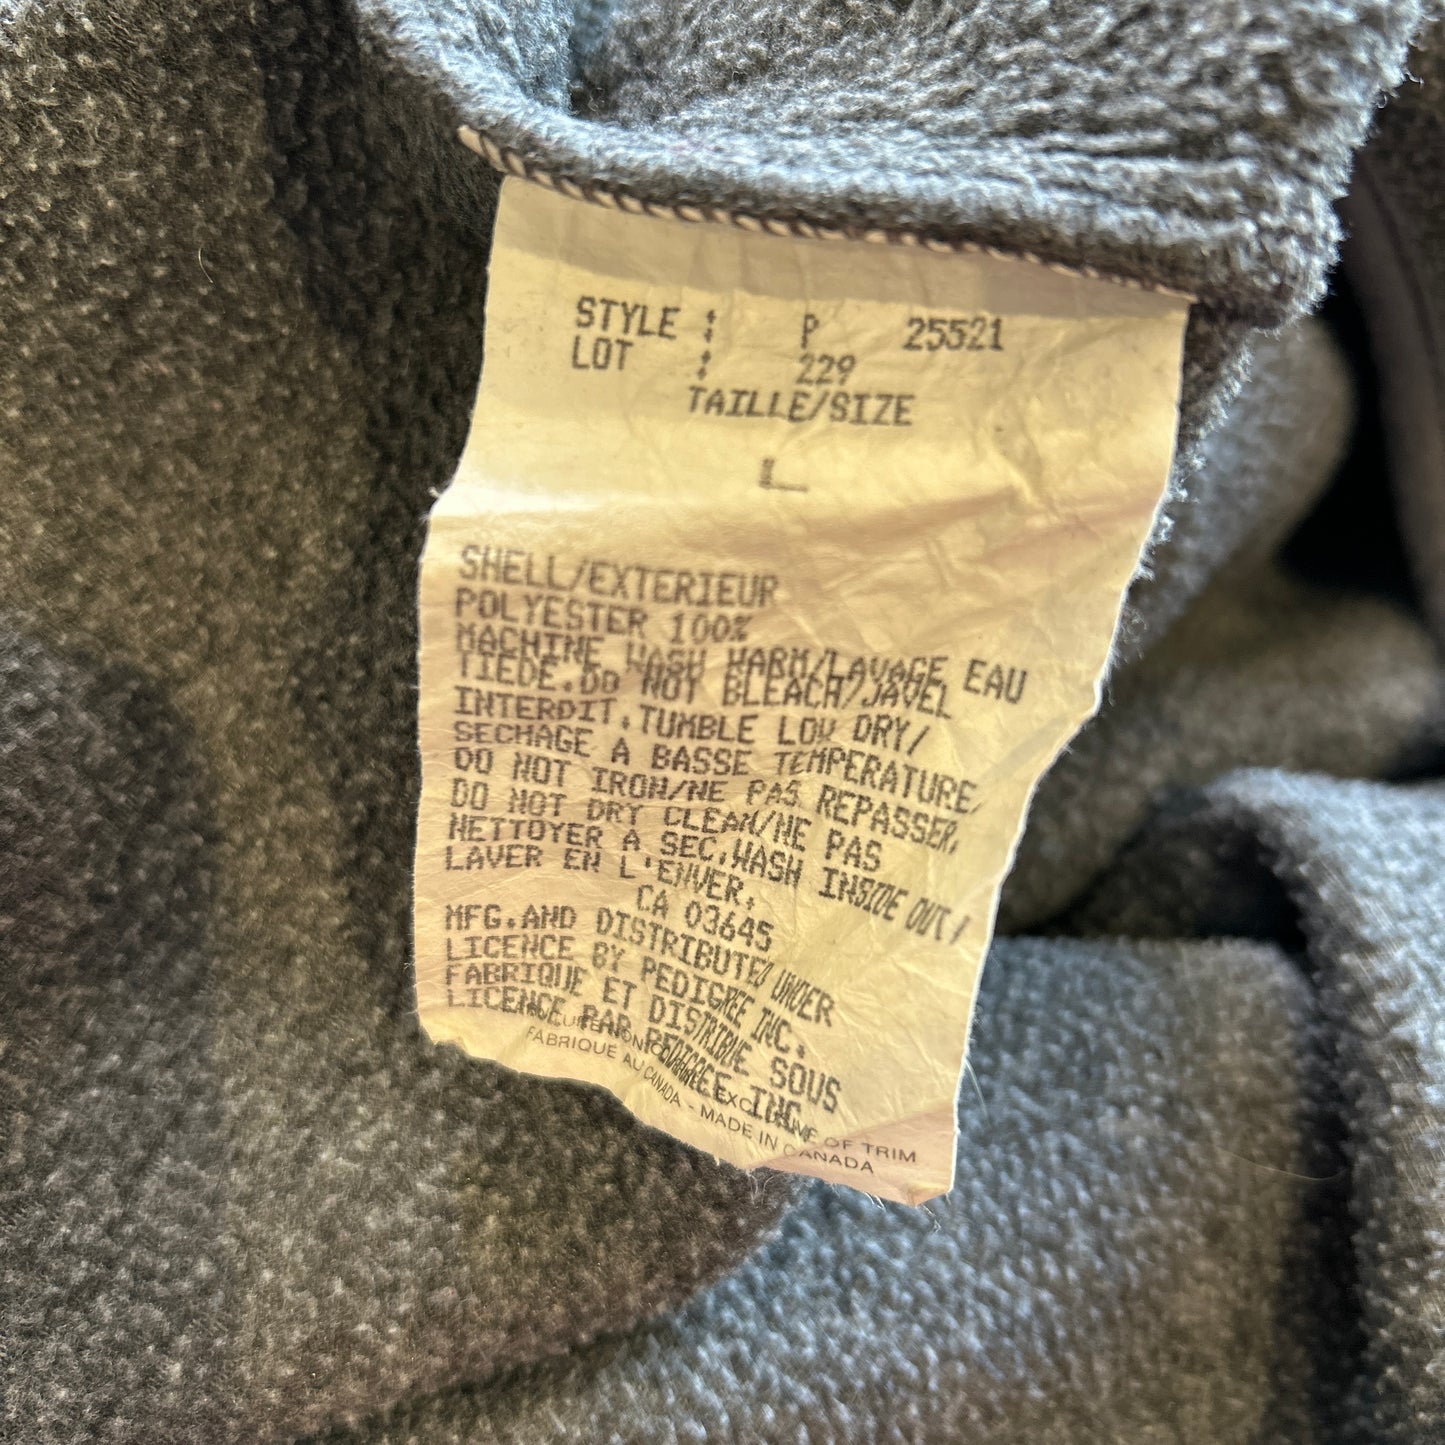 STYLE : P 25521
LOT : 229
TAILLE/SIZE
L
SHELL/EXTERIEUR
POLYESTER 100%
MACHINE WASH WARM/LAVAGE EAU
TIEDE.DO NOT BLEACH/JAVEL
INTERDIT.TUMBLE LOW DRY/
SECHAGE A BASSE TEMPERATURE/
DO NOT IRON/NE PAS REPASSER.
DO NOT DRY CLEAN/NE PAS
NETTOYER A SEC.WASH INSIDE OUT/
LAVER EN L'ENVER.
CA 03645
MFG.AND DISTRIBUTED UNDER
LICENCE BY PEDIGREE INC.
FABRIQUE ET DISTRIBUE SOUS
LICENCE PAR PEDIGREE INC.
EXCLUSIVE OF TRIM
FABRIQUE AU CANADA - MADE IN CANADA